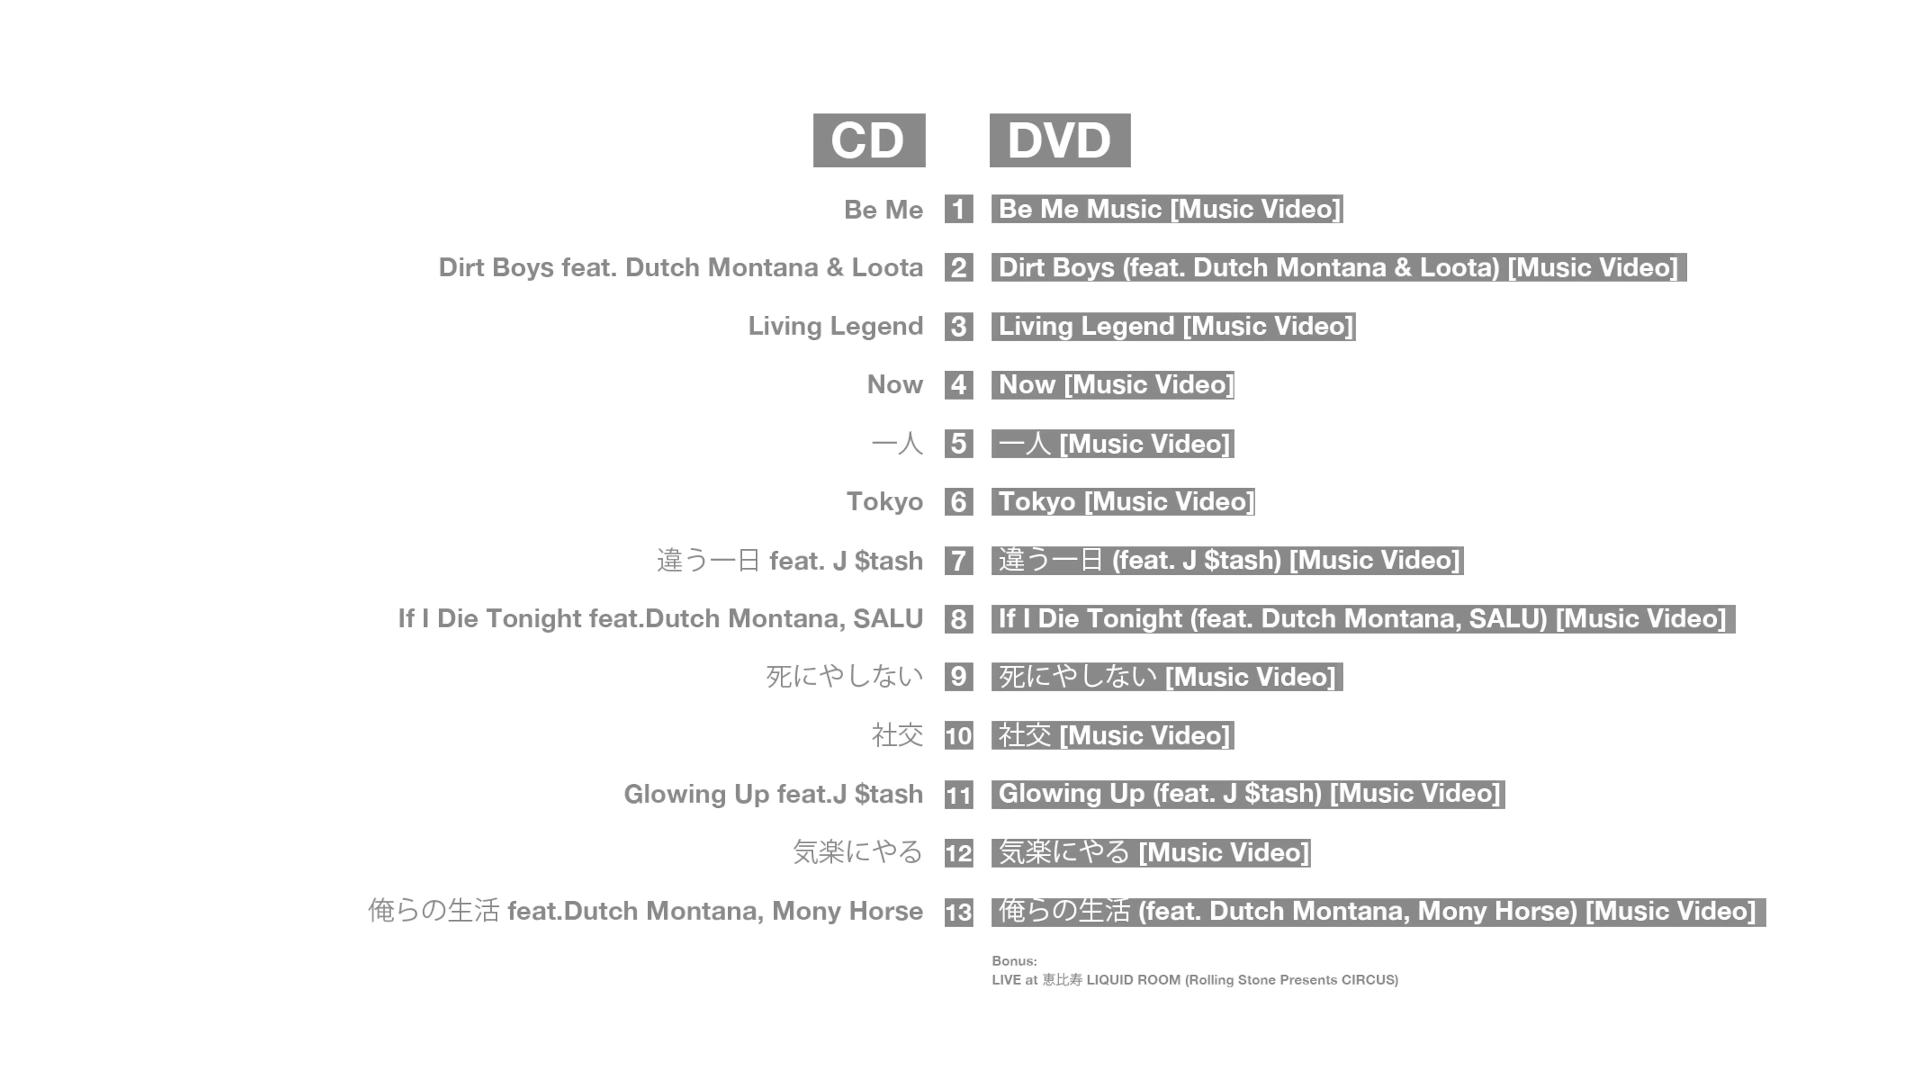 CD DVD
Be Me 1 Be Me Music [Music Video]
Dirt Boys feat. Dutch Montana & Loota 2 Dirt Boys (feat. Dutch Montana & Loota) [Music Video]
Living Legend 3 Living Legend [Music Video]
Now 4 Now [Music Video]
一人 5 一人 [Music Video]
Tokyo 6 Tokyo [Music Video]
違う一日 feat. J $tash 7 違う一日 (feat. J $tash) [Music Video]
If I Die Tonight feat.Dutch Montana, SALU 8 If I Die Tonight (feat. Dutch Montana, SALU) [Music Video]
死にやしない 9 死にやしない [Music Video]
社交 10 社交 [Music Video]
Glowing Up feat.J $tash 11 Glowing Up (feat. J $tash) [Music Video]
気楽にやる 12 気楽にやる [Music Video]
俺らの生活 feat.Dutch Montana, Mony Horse 13 俺らの生活 (feat. Dutch Montana, Mony Horse) [Music Video]
Bonus:
LIVE at 恵比寿 LIQUID ROOM (Rolling Stone Presents CIRCUS)